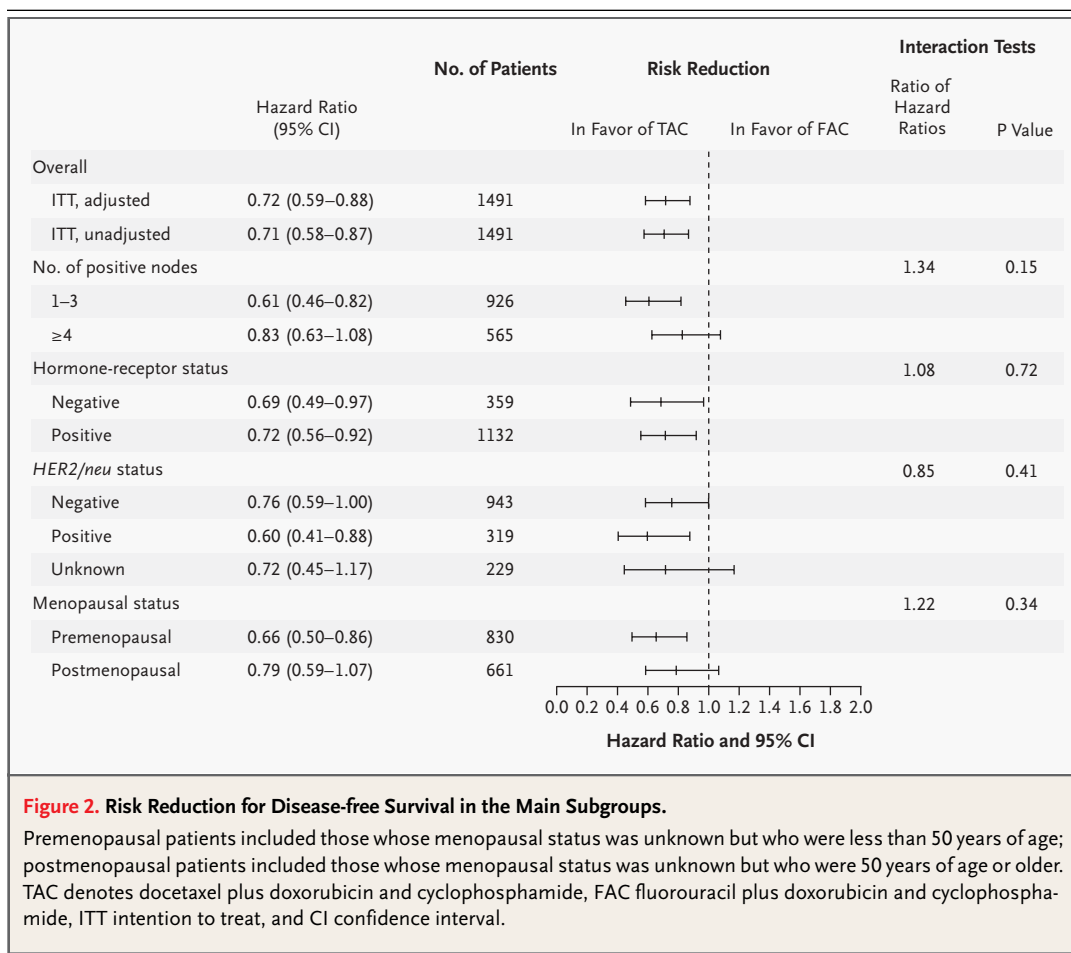 No. of Patients Risk Reduction Interaction Tests
Hazard Ratio
(95% CI)
In Favor of TAC In Favor of FAC
Ratio of
Hazard
Ratios
P Value
Overall
ITT, adjusted 0.72 (0.59–0.88) 1491
ITT, unadjusted 0.71 (0.58–0.87) 1491
No. of positive nodes 1.34 0.15
1–3 0.61 (0.46–0.82) 926
≥4 0.83 (0.63–1.08) 565
Hormone-receptor status 1.08 0.72
Negative 0.69 (0.49–0.97) 359
Positive 0.72 (0.56–0.92) 1132
HER2/neu status 0.85 0.41
Negative 0.76 (0.59–1.00) 943
Positive 0.60 (0.41–0.88) 319
Unknown 0.72 (0.45–1.17) 229
Menopausal status 1.22 0.34
Premenopausal 0.66 (0.50–0.86) 830
Postmenopausal 0.79 (0.59–1.07) 661
0.0 0.2 0.4 0.6 0.8 1.0 1.2 1.4 1.6 1.8 2.0
Hazard Ratio and 95% CI
Figure 2. Risk Reduction for Disease-free Survival in the Main Subgroups.
Premenopausal patients included those whose menopausal status was unknown but who were less than 50 years of age;
postmenopausal patients included those whose menopausal status was unknown but who were 50 years of age or older.
TAC denotes docetaxel plus doxorubicin and cyclophosphamide, FAC fluorouracil plus doxorubicin and cyclophospha-
mide, ITT intention to treat, and CI confidence interval.